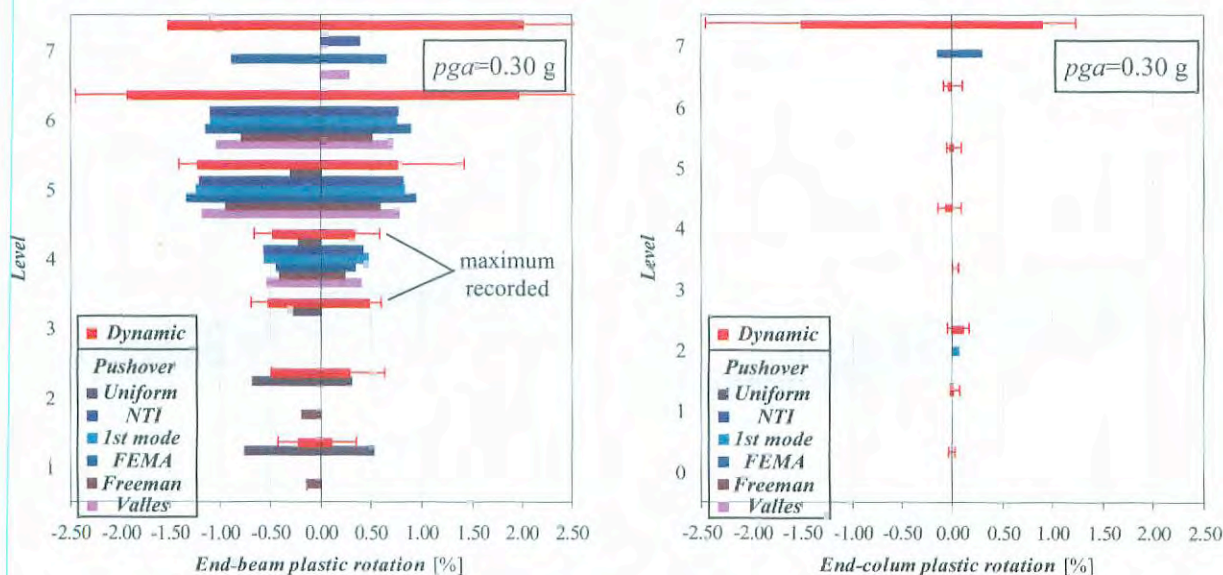 pga=0.30 g
Level
7
6
5
4
3
2
1
maximum
recorded
Dynamic
Pushover
Uniform
NTI
1st mode
FEMA
Freeman
Valles
-2.50 -2.00 -1.50 -1.00 -0.50 0.00 0.50 1.00 1.50 2.00 2.50
End-beam plastic rotation [%]
pga=0.30 g
Level
7
6
5
4
3
2
1
0
Dynamic
Pushover
Uniform
NTI
1st mode
FEMA
Freeman
Valles
-2.50 -2.00 -1.50 -1.00 -0.50 0.00 0.50 1.00 1.50 2.00 2.50
End-colum plastic rotation [%]